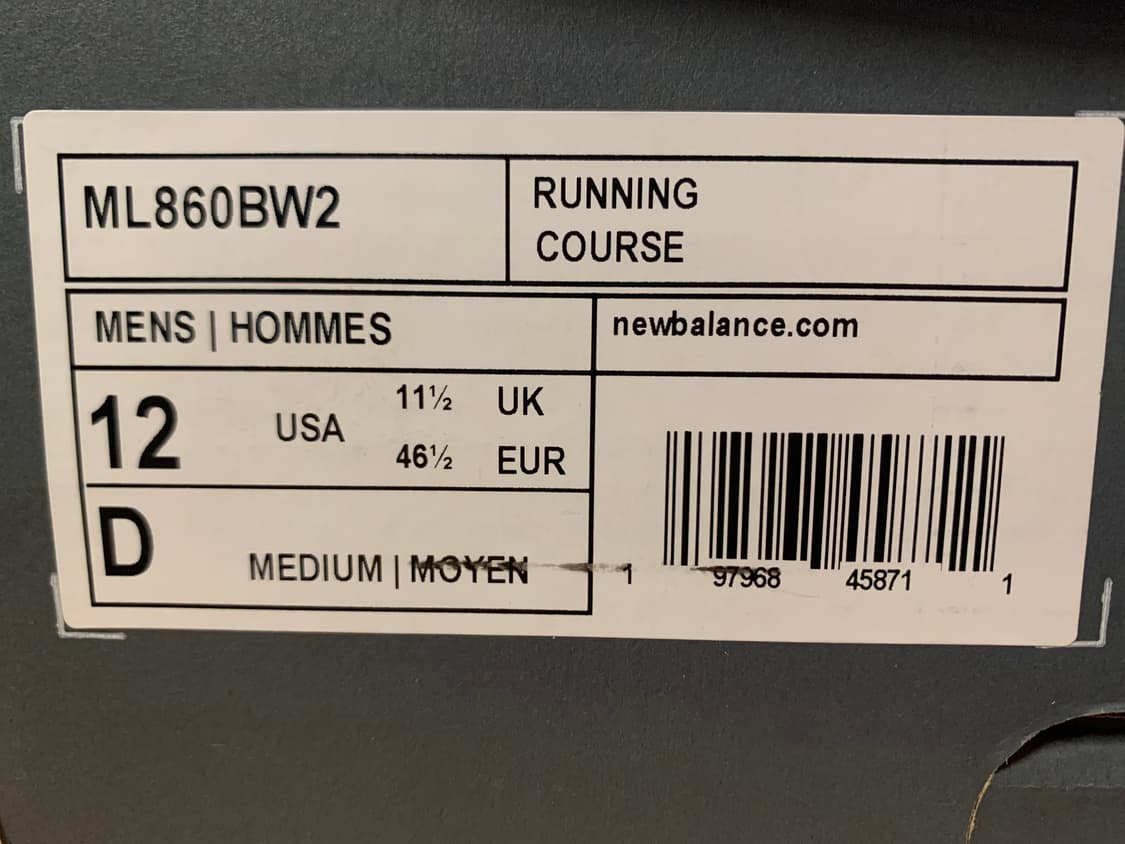 ML860BW2
RUNNING
COURSE
MENS | HOMMES
newbalance.com
12 USA 11½ UK
46½ EUR
D MEDIUM | MOYEN
1 97968 45871 1